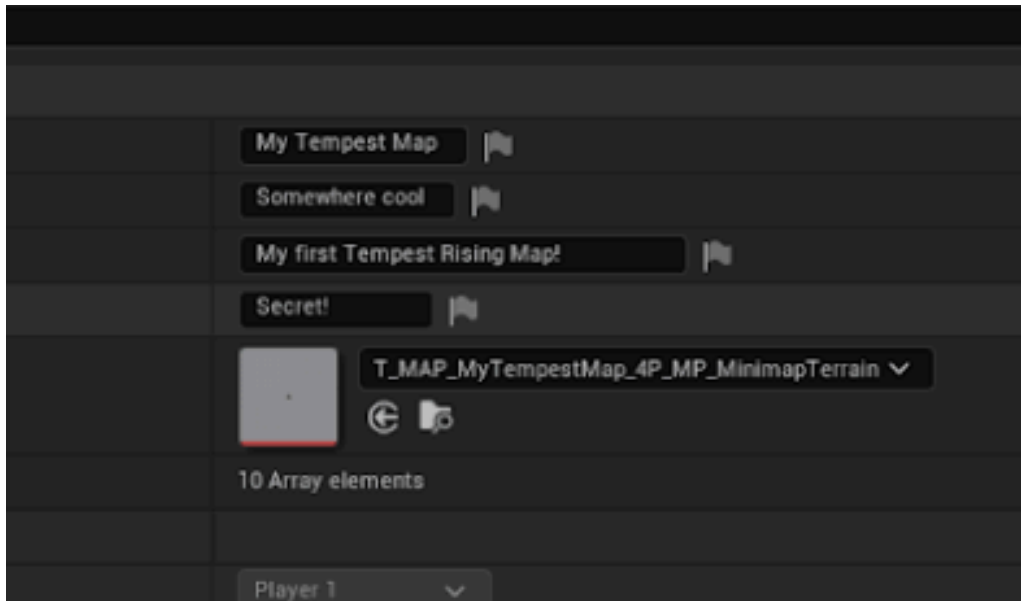 My Tempest Map
Somewhere cool
My first Tempest Rising Map!
Secret!
T_MAP_MyTempestMap_4P_MP_MinimapTerrain
10 Array elements
Player 1